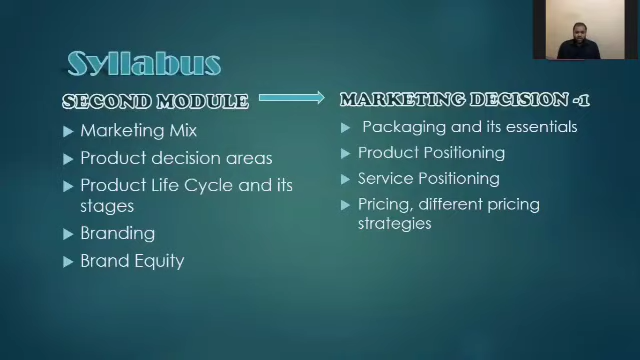 Syllabus
SECOND MODULE
Marketing Mix
Product decision areas
Product Life Cycle and its
stages
Branding
Brand Equity
MARKETING DECISION -1
Packaging and its essentials
Product Positioning
Service Positioning
Pricing, different pricing
strategies